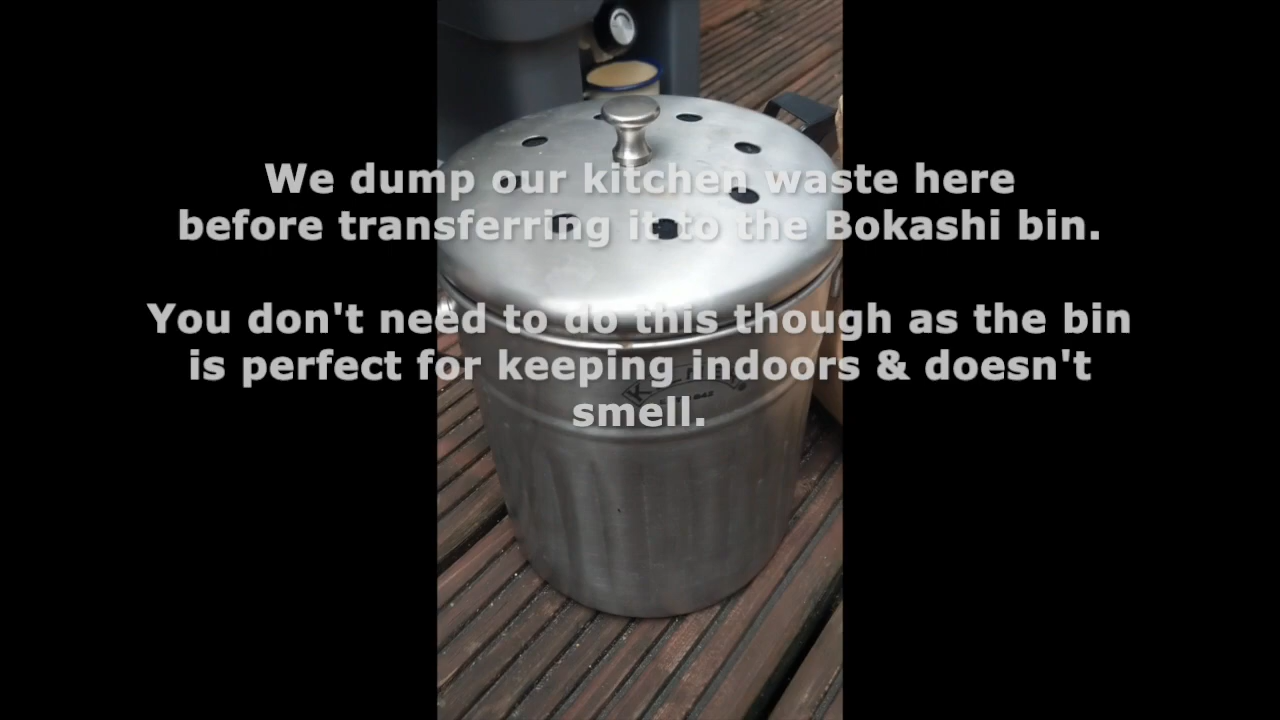 We dump our kitchen waste here
before transferring it to the Bokashi bin.
You don't need to do this though as the bin
is perfect for keeping indoors & doesn't
smell.